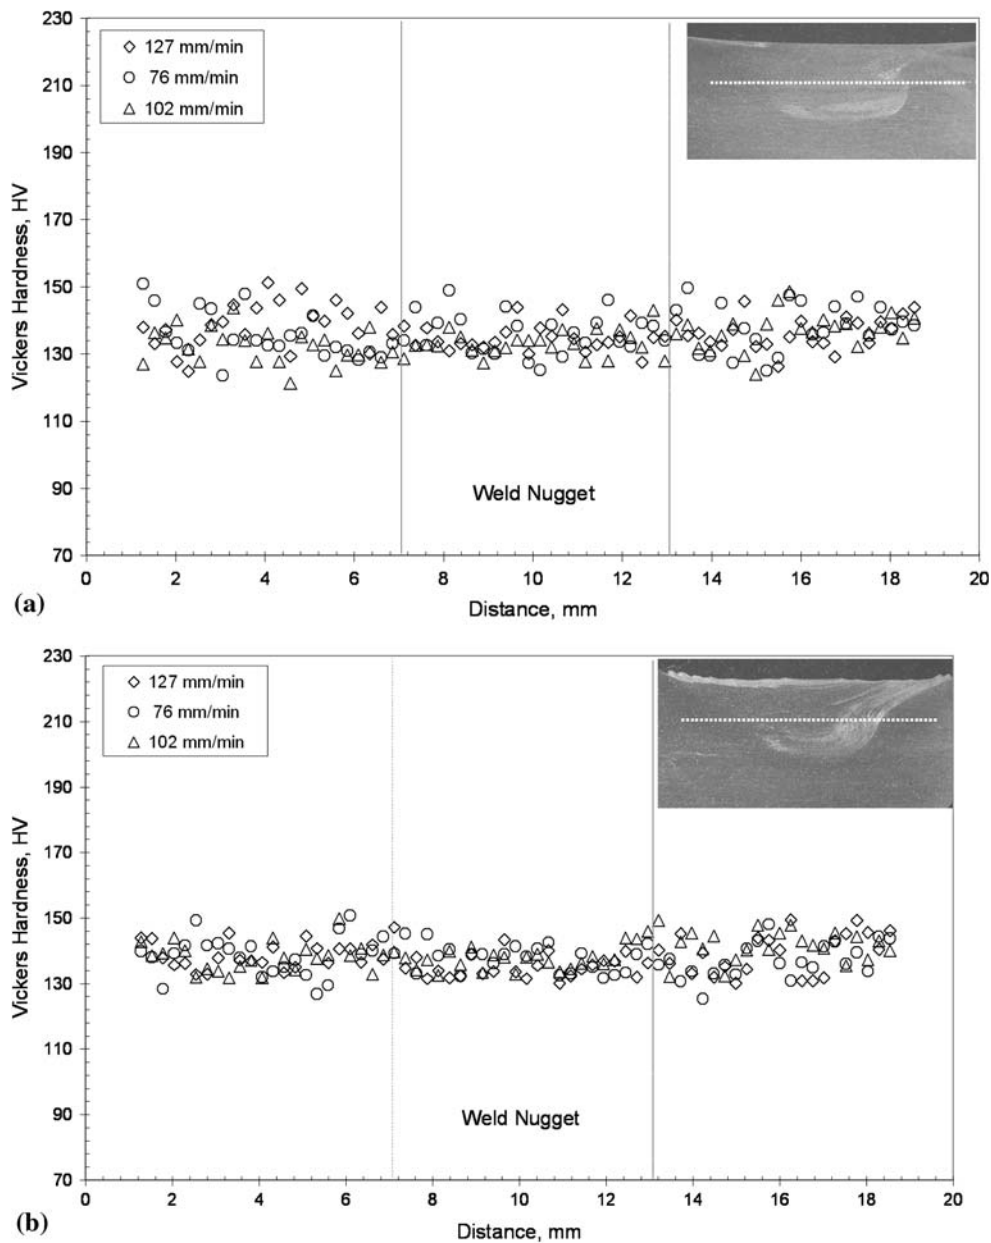 230
210
190
170
150
130
110
90
70
Vickers Hardness, HV
127 mm/min
76 mm/min
102 mm/min
Weld Nugget
0 2 4 6 8 10 12 14 16 18 20
Distance, mm
(a)
230
210
190
170
150
130
110
90
70
Vickers Hardness, HV
127 mm/min
76 mm/min
102 mm/min
Weld Nugget
0 2 4 6 8 10 12 14 16 18 20
Distance, mm
(b)